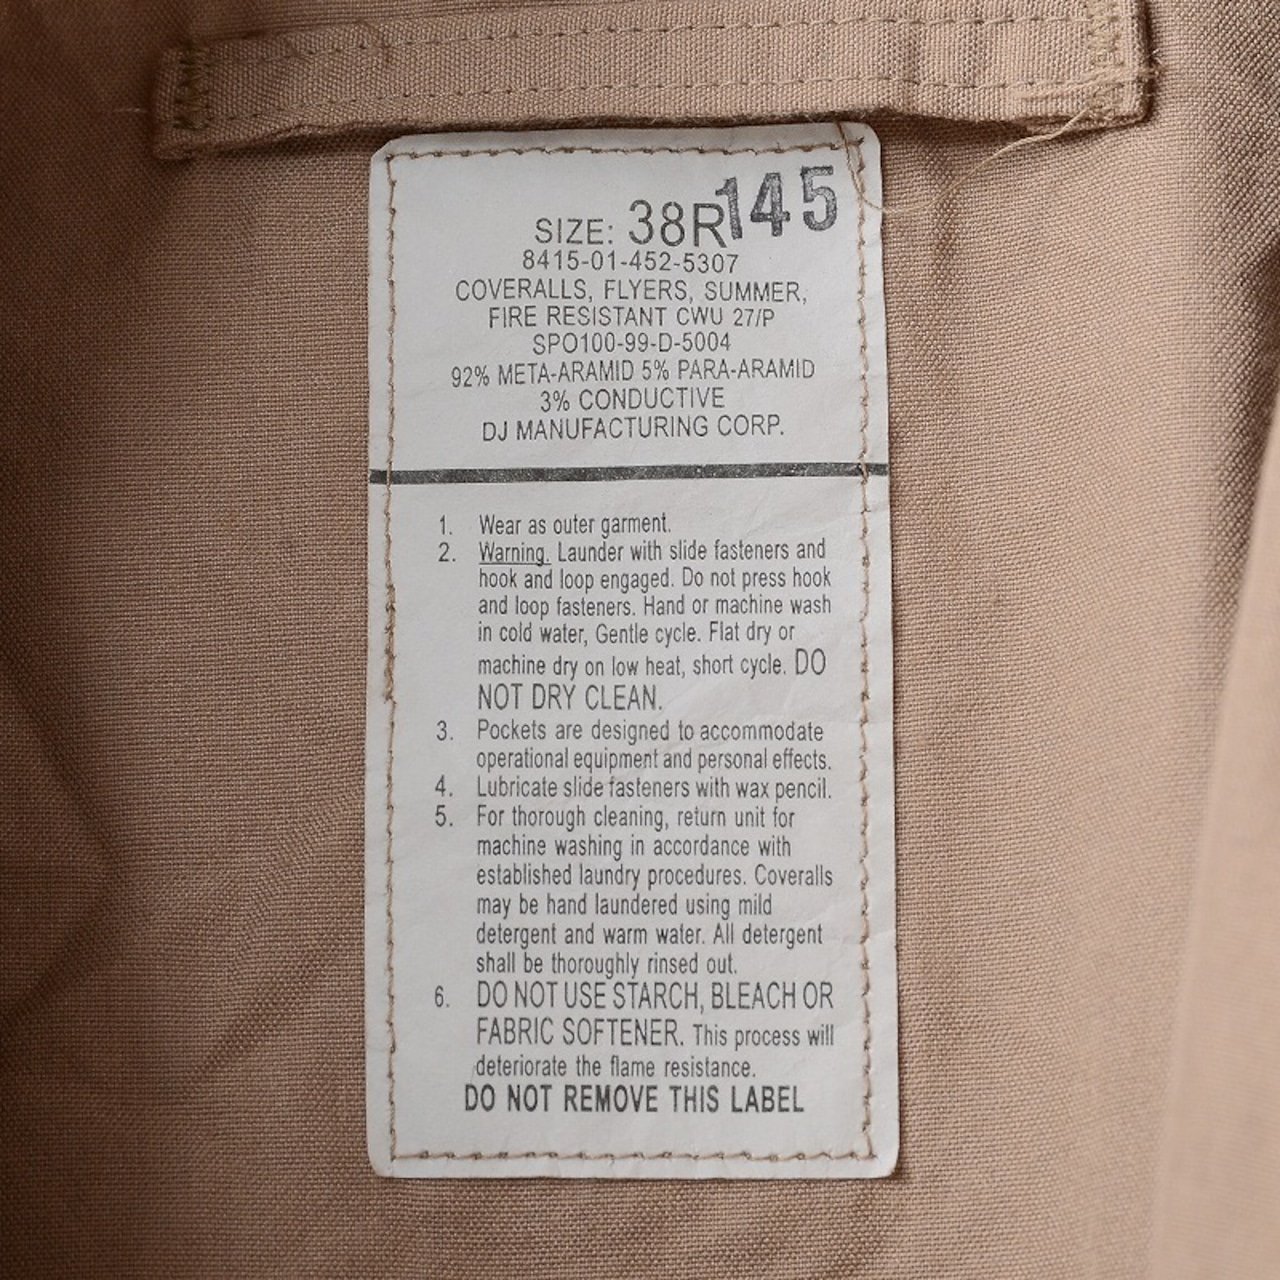 SIZE: 38R 145
8415-01-452-5307
COVERALLS, FLYERS, SUMMER,
FIRE RESISTANT CWU 27/P
SPO100-99-D-5004
92% META-ARAMID 5% PARA-ARAMID
3% CONDUCTIVE
DJ MANUFACTURING CORP.
1. Wear as outer garment.
2. Warning. Launder with slide fasteners and
hook and loop engaged. Do not press hook
and loop fasteners. Hand or machine wash
in cold water, Gentle cycle. Flat dry or
machine dry on low heat, short cycle. DO
NOT DRY CLEAN.
3. Pockets are designed to accommodate
operational equipment and personal effects.
4. Lubricate slide fasteners with wax pencil.
5. For thorough cleaning, return unit for
machine washing in accordance with
established laundry procedures. Coveralls
may be hand laundered using mild
detergent and warm water. All detergent
shall be thoroughly rinsed out.
6. DO NOT USE STARCH, BLEACH OR
FABRIC SOFTENER. This process will
deteriorate the flame resistance.
DO NOT REMOVE THIS LABEL